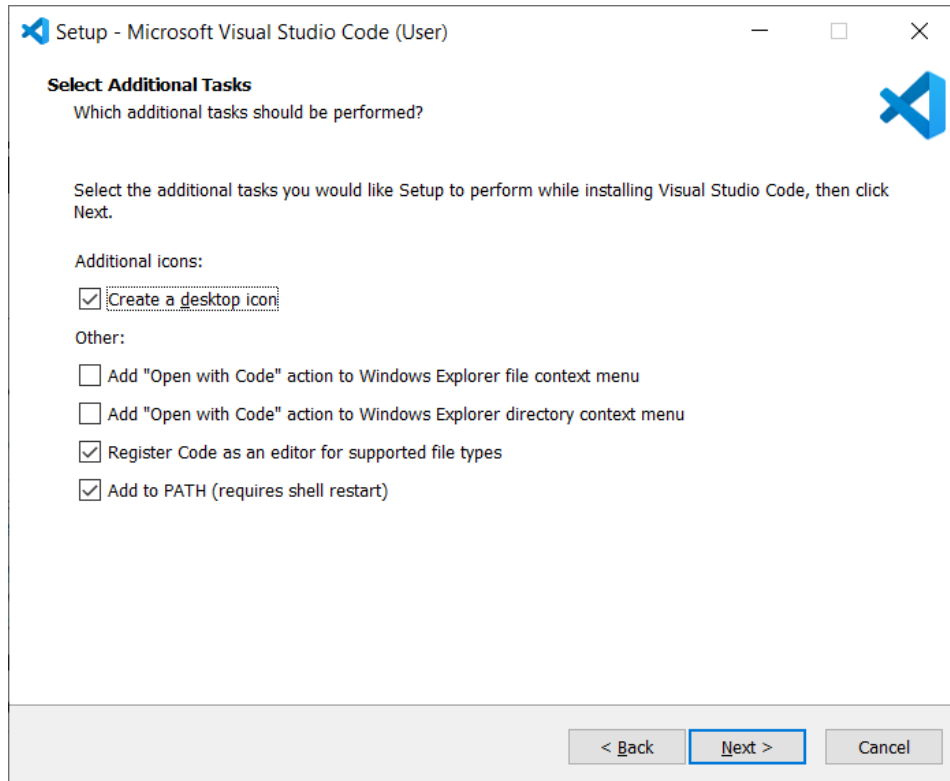 Setup - Microsoft Visual Studio Code (User)
Select Additional Tasks
Which additional tasks should be performed?
Select the additional tasks you would like Setup to perform while installing Visual Studio Code, then click
Next.
Additional icons:
Create a desktop icon
Other:
Add "Open with Code" action to Windows Explorer file context menu
Add "Open with Code" action to Windows Explorer directory context menu
Register Code as an editor for supported file types
Add to PATH (requires shell restart)
< Back Next > Cancel